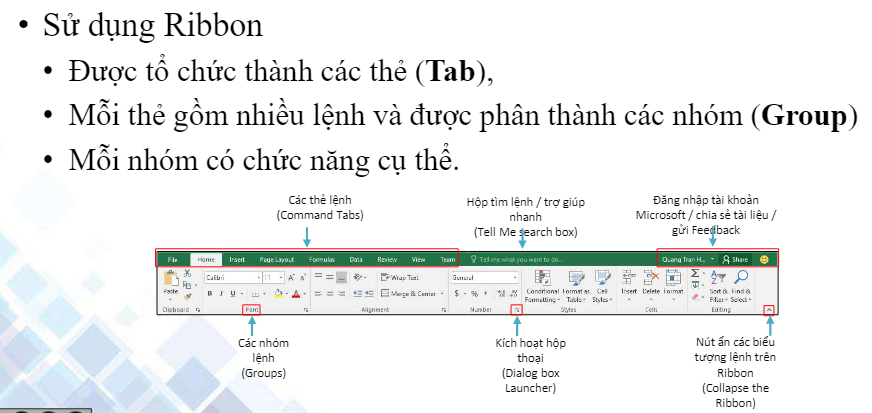 • Sử dụng Ribbon
• Được tổ chức thành các thẻ (Tab),
• Mỗi thẻ gồm nhiều lệnh và được phân thành các nhóm (Group)
• Mỗi nhóm có chức năng cụ thể.
Các thẻ lệnh
(Command Tabs)
Hộp tìm lệnh / trợ giúp
nhanh
(Tell Me search box)
Đăng nhập tài khoản
Microsoft / chia sẻ tài liệu /
gửi Feedback
File Home Insert Page Layout Formulas Data Review View Team Tell me what you want to do... Quang Tran H... Share
Calibri 11 Wrap Text General
Paste B I U Merge & Center $ % , Conditional Formatting Format as Table Cell Styles Insert Delete Format Sort & Filter Find & Select
Clipboard Font Alignment Number Styles Cells Editing
Các nhóm
lệnh
(Groups)
Kích hoạt hộp
thoại
(Dialog box
Launcher)
Nút ẩn các biểu
tượng lệnh trên
Ribbon
(Collapse the
Ribbon)